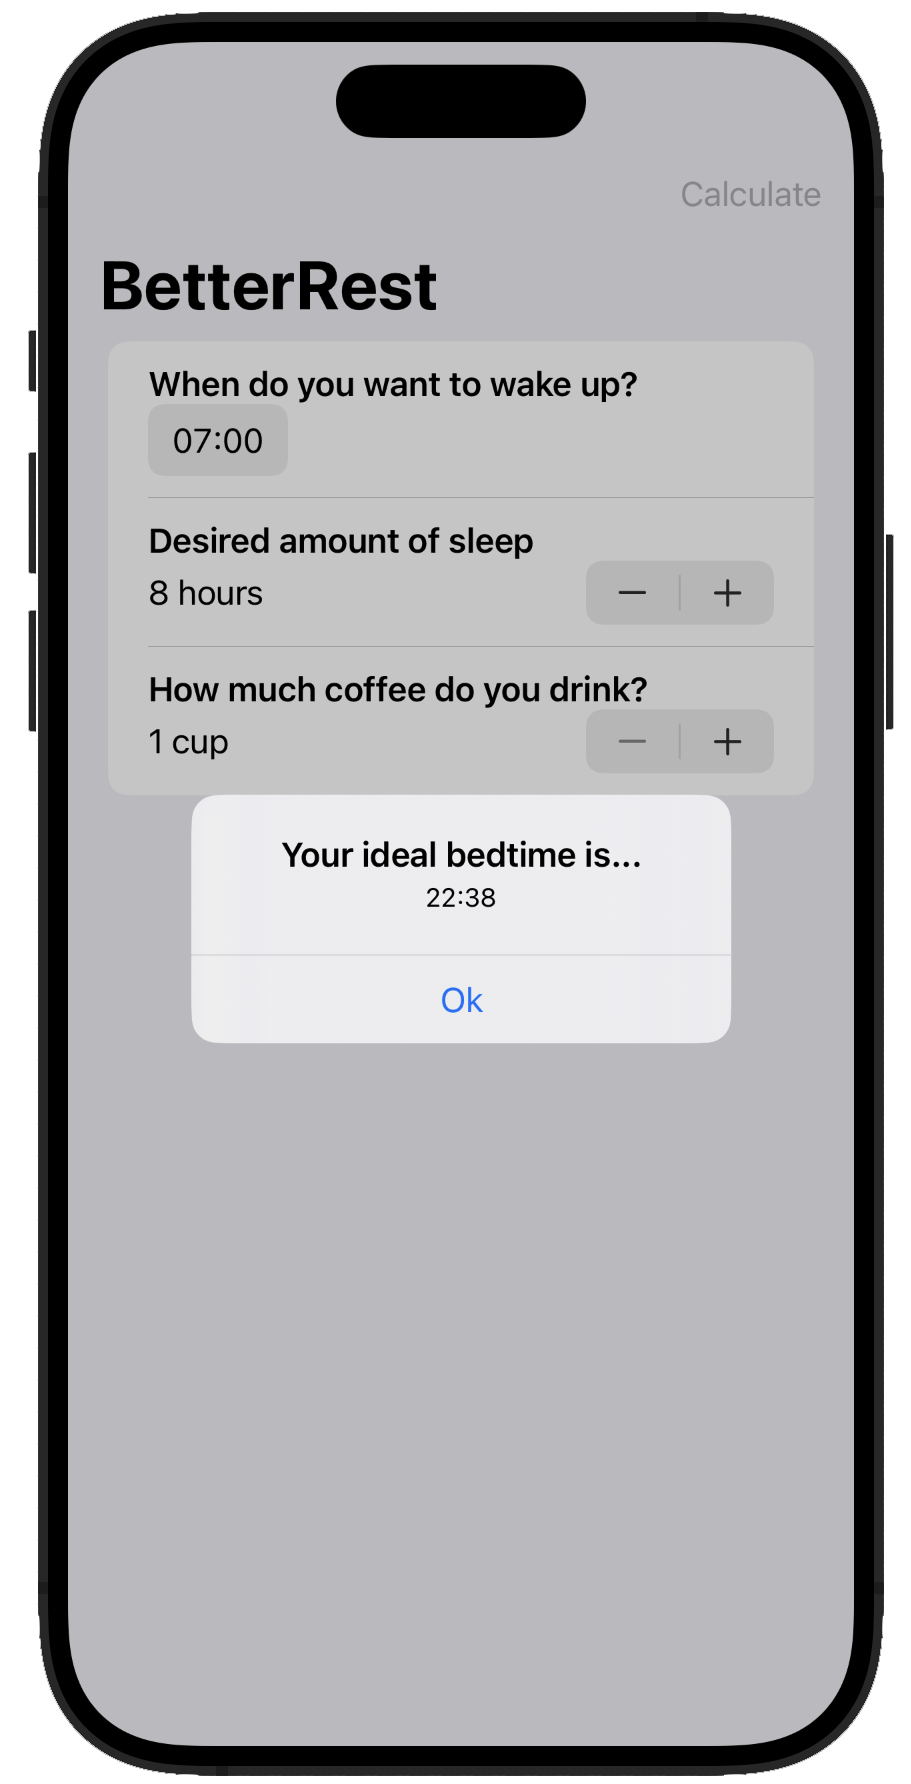 Calculate
BetterRest
When do you want to wake up?
07:00
Desired amount of sleep
8 hours
How much coffee do you drink?
1 cup
Your ideal bedtime is...
22:38
Ok